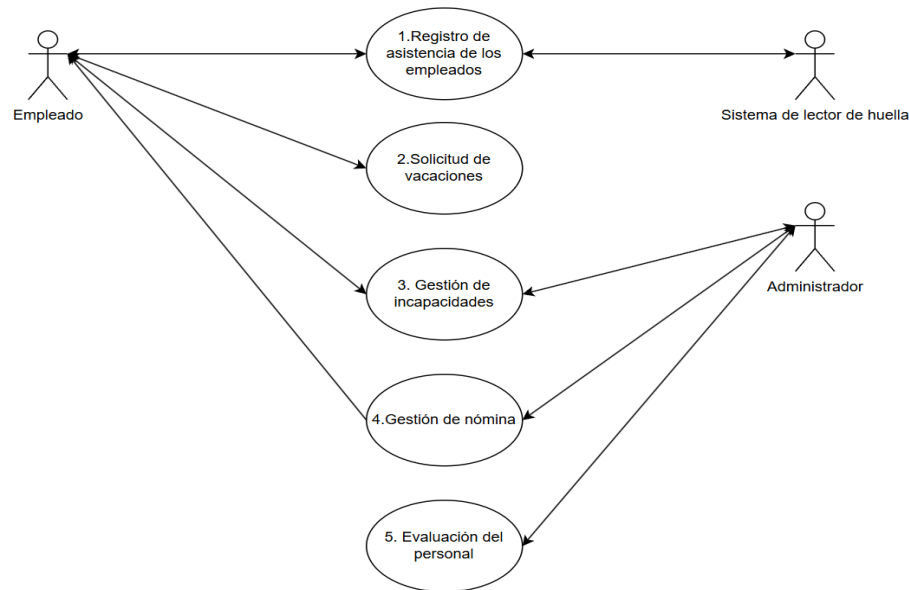 1.Registro de
asistencia de los
empleados
Empleado
Sistema de lector de huella
2.Solicitud de
vacaciones
3. Gestión de
incapacidades
Administrador
4.Gestión de nómina
5. Evaluación del
personal